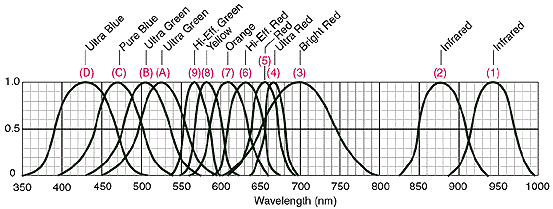 Ultra Blue
Pure Blue
Ultra Green
Ultra Green
Hi-Eff. Green
Yellow
Orange
Hi-Eff. Red
Red
Ultra Red
Bright Red
Infrared
Infrared
(D) (C) (B) (A) (9) (8) (7) (6) (5) (4) (3) (2) (1)
1.0
0.5
0
350 400 450 500 550 600 650 700 750 800 850 900 950 1000
Wavelength (nm)